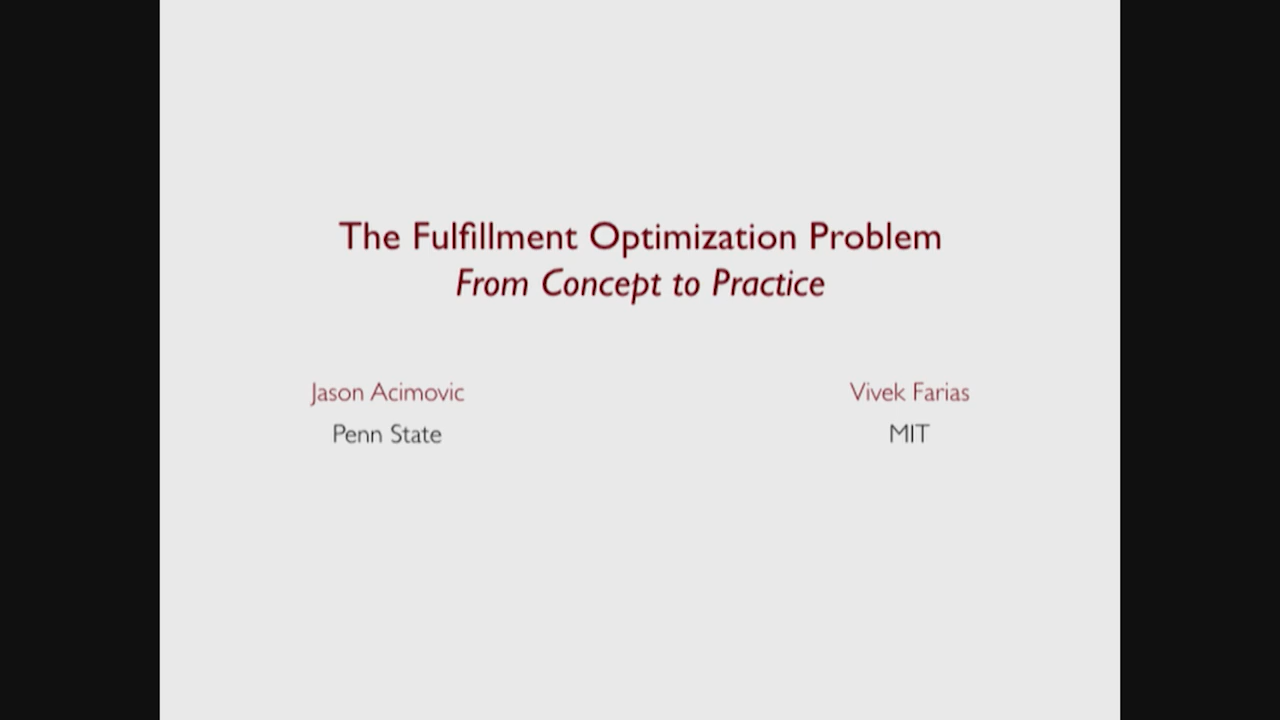 The Fulfillment Optimization Problem
From Concept to Practice
Jason Acimovic
Penn State
Vivek Farias
MIT